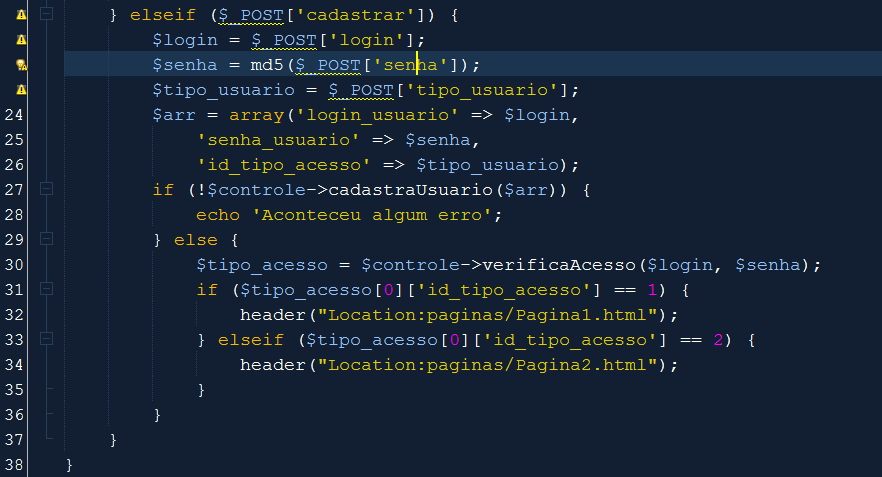 } elseif ($_POST['cadastrar']) {
$login = $_POST['login'];
$senha = md5($_POST['senha']);
$tipo_usuario = $_POST['tipo_usuario'];
24 $arr = array('login_usuario' => $login,
25 'senha_usuario' => $senha,
26 'id_tipo_acesso' => $tipo_usuario);
27 if (!$controle->cadastraUsuario($arr)) {
28 echo 'Aconteceu algum erro';
29 } else {
30 $tipo_acesso = $controle->verificaAcesso($login, $senha);
31 if ($tipo_acesso[0]['id_tipo_acesso'] == 1) {
32 header("Location:paginas/Pagina1.html");
33 } elseif ($tipo_acesso[0]['id_tipo_acesso'] == 2) {
34 header("Location:paginas/Pagina2.html");
35 }
36 }
37 }
38 }